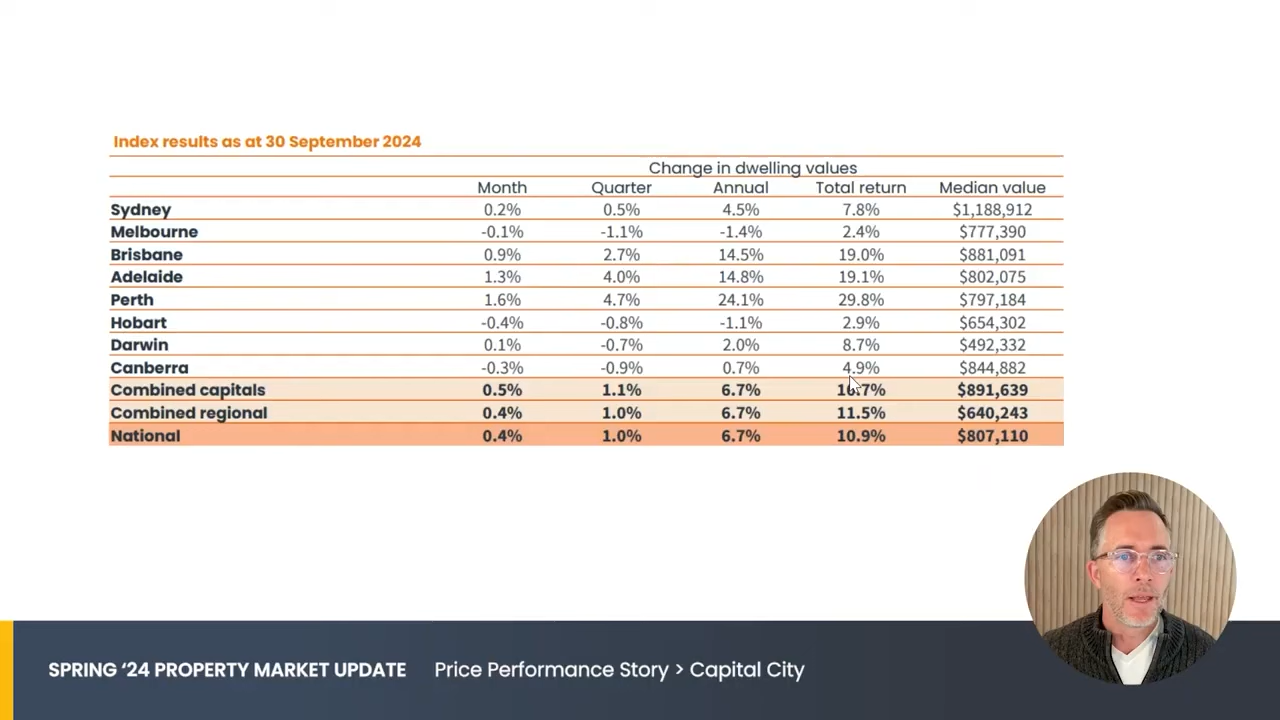 Index results as at 30 September 2024
Change in dwelling values
Month Quarter Annual Total return Median value
Sydney 0.2% 0.5% 4.5% 7.8% $1,188,912
Melbourne -0.1% -1.1% -1.4% 2.4% $777,390
Brisbane 0.9% 2.7% 14.5% 19.0% $881,091
Adelaide 1.3% 4.0% 14.8% 19.1% $802,075
Perth 1.6% 4.7% 24.1% 29.8% $797,184
Hobart -0.4% -0.8% -1.1% 2.9% $654,302
Darwin 0.1% -0.7% 2.0% 8.7% $492,332
Canberra -0.3% -0.9% 0.7% 4.9% $844,882
Combined capitals 0.5% 1.1% 6.7% $891,639
Combined regional 0.4% 1.0% 6.7% 11.5% $640,243
National 0.4% 1.0% 6.7% 10.9% $807,110
SPRING ‘24 PROPERTY MARKET UPDATE Price Performance Story > Capital City